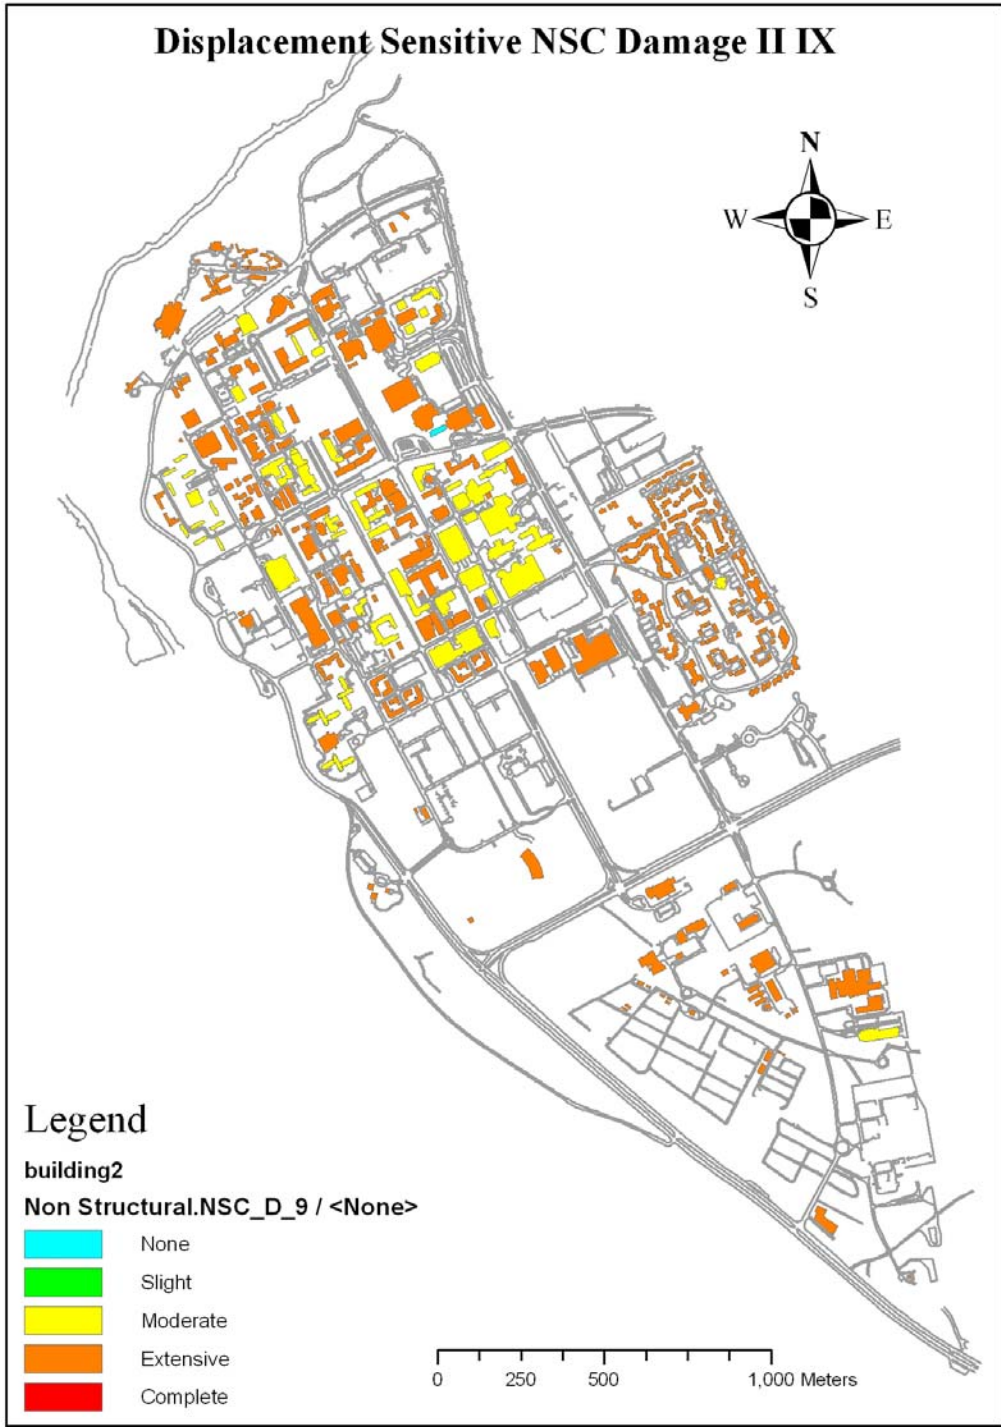 Displacement Sensitive NSC Damage II IX
N
W
E
S
Legend
building2
Non Structural.NSC_D_9 / <None>
None
Slight
Moderate
Extensive
Complete
0 250 500 1,000 Meters